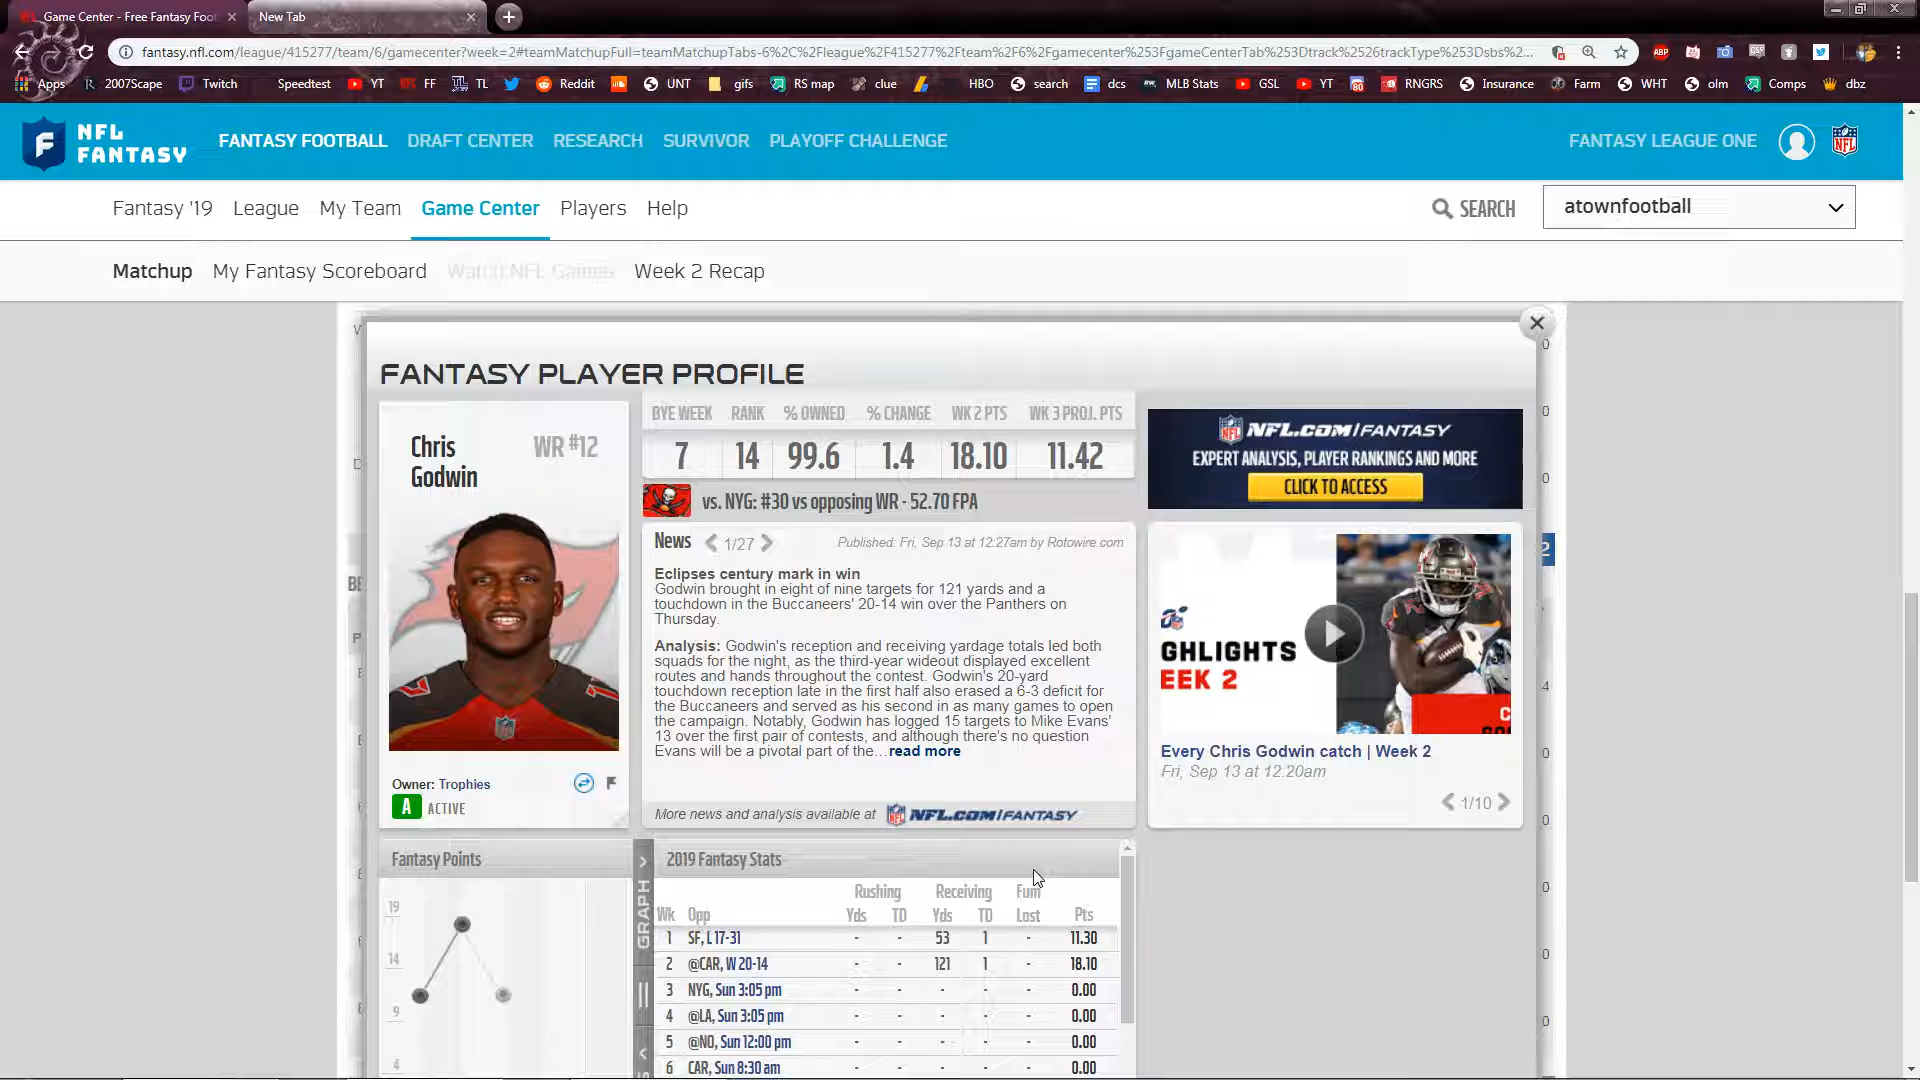 Game Center - Free Fantasy Foot
New Tab
fantasy.nfl.com/league/415277/team/6/gamecenter?week=2#teamMatchupFull=teamMatchupTabs-6%2C%2Fleague%2F415277%2Fteam%2F6%2Fgamecenter%253FgameCenterTab%253Dtrack%2526trackType%253Dsbs%2...
Apps 2007Scape Twitch Speedtest YT FF TL Reddit UNT gifs RS map clue HBO search dcs MLB Stats GSL YT RNGRS Insurance Farm WHT olm Comps dbz
NFL FANTASY
FANTASY FOOTBALL DRAFT CENTER RESEARCH SURVIVOR PLAYOFF CHALLENGE FANTASY LEAGUE ONE
Fantasy '19 League My Team Game Center Players Help SEARCH atownfootball
Matchup My Fantasy Scoreboard Watch NFL Games Week 2 Recap
FANTASY PLAYER PROFILE
Chris Godwin WR #12
BYE WEEK RANK % OWNED % CHANGE WK 2 PTS WK 3 PROJ. PTS
7 14 99.6 1.4 18.10 11.42
vs. NYG: #30 vs opposing WR - 52.70 FPA
News 1/27 Published: Fri, Sep 13 at 12:27am by Rotowire.com
Eclipses century mark in win
Godwin brought in eight of nine targets for 121 yards and a
touchdown in the Buccaneers' 20-14 win over the Panthers on
Thursday.
Analysis: Godwin's reception and receiving yardage totals led both
squads for the night, as the third-year wideout displayed excellent
routes and hands throughout the contest. Godwin's 20-yard
touchdown reception late in the first half also erased a 6-3 deficit for
the Buccaneers and served as his second in as many games to open
the campaign. Notably, Godwin has logged 15 targets to Mike Evans'
13 over the first pair of contests, and although there's no question
Evans will be a pivotal part of the...read more
More news and analysis available at NFL.COM/FANTASY
NFL.COM/FANTASY
EXPERT ANALYSIS, PLAYER RANKINGS AND MORE
CLICK TO ACCESS
GHLIGHTS
EEK 2
Every Chris Godwin catch | Week 2
Fri, Sep 13 at 12:20am
1/10
Owner: Trophies
A ACTIVE
Fantasy Points
19
14
9
4
GRAPH
2019 Fantasy Stats
Rushing Receiving Fum
Wk Opp Yds TD Yds TD Lost Pts
1 SF, L 17-31 - - 53 1 - 11.30
2 @CAR, W 20-14 - - 121 1 - 18.10
3 NYG, Sun 3:05 pm - - - - - 0.00
4 @LA, Sun 3:05 pm - - - - - 0.00
5 @NO, Sun 12:00 pm - - - - - 0.00
6 CAR, Sun 8:30 am - - - - - 0.00